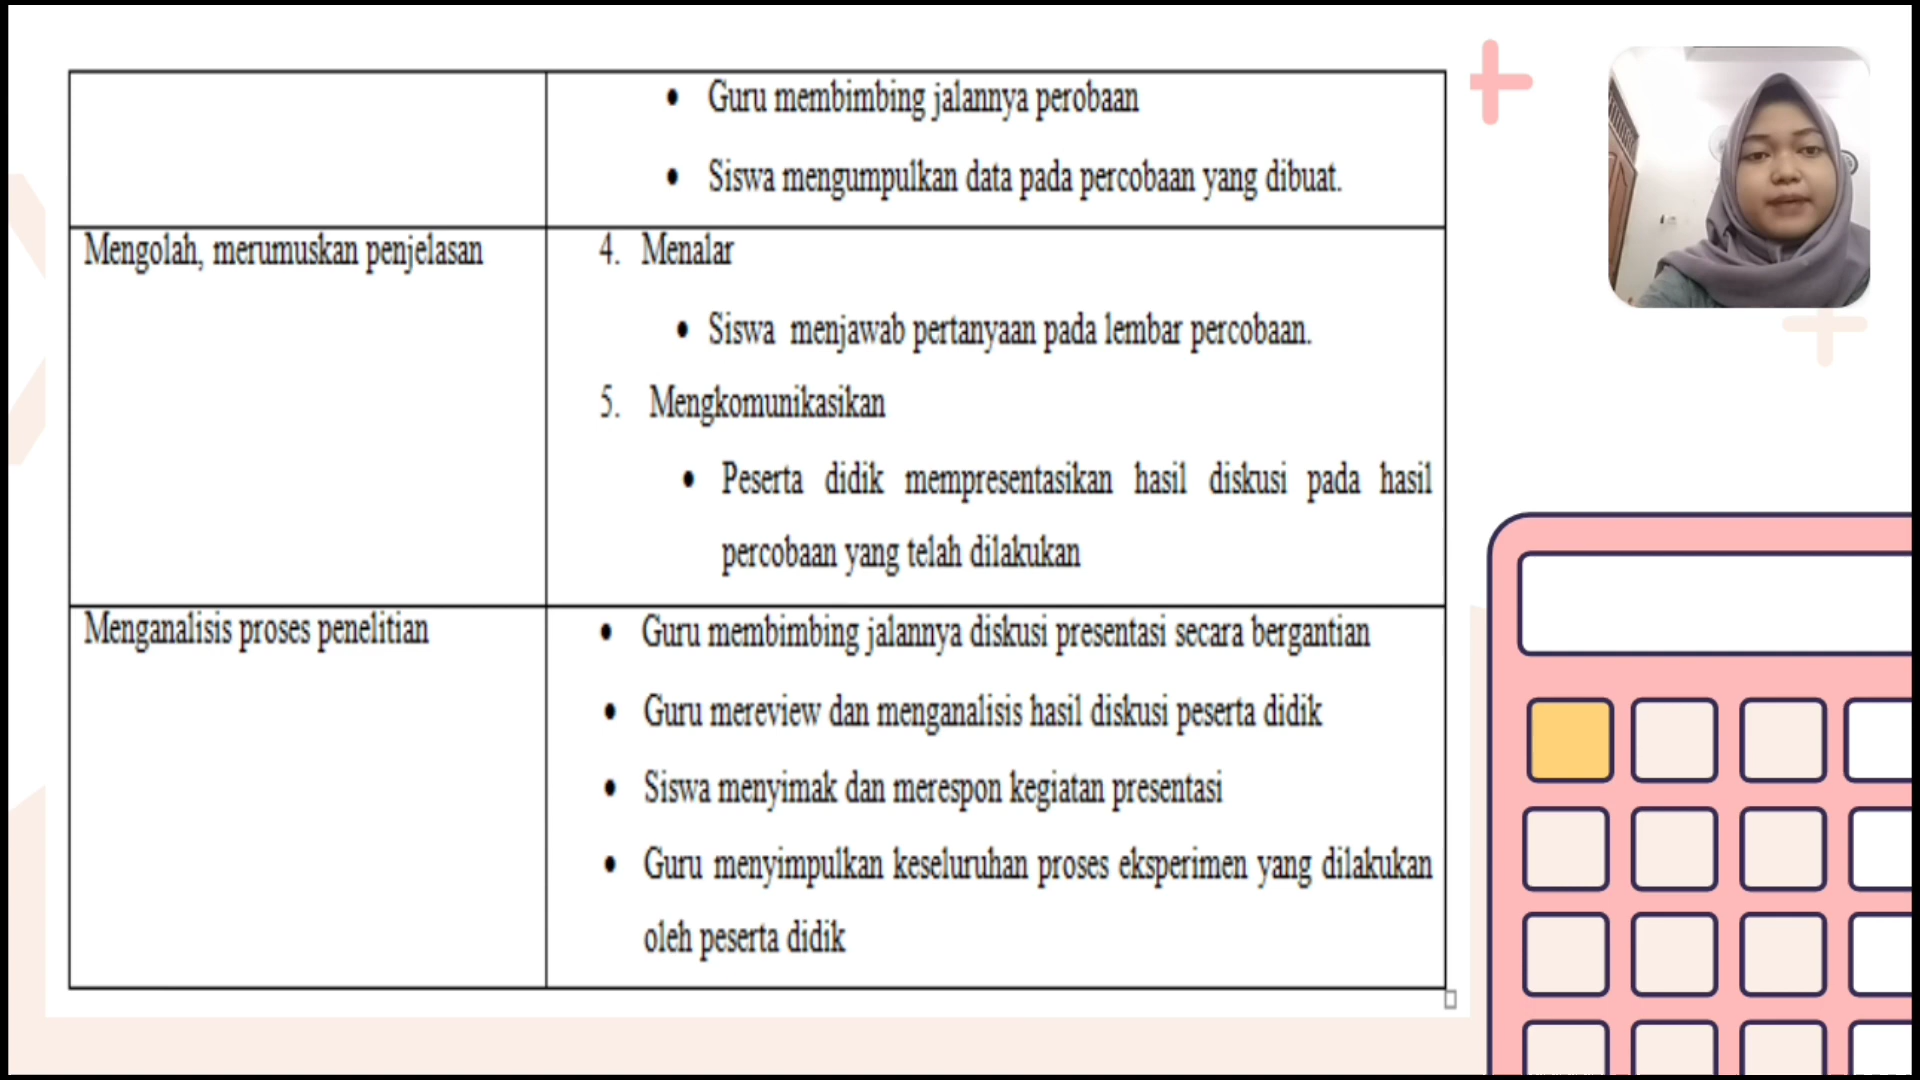 • Guru membimbing jalannya perobaan
• Siswa mengumpulkan data pada percobaan yang dibuat.
Mengolah, merumuskan penjelasan
4. Menalar
• Siswa menjawab pertanyaan pada lembar percobaan.
5. Mengkomunikasikan
• Peserta didik mempresentasikan hasil diskusi pada hasil
percobaan yang telah dilakukan
Menganalisis proses penelitian
• Guru membimbing jalannya diskusi presentasi secara bergantian
• Guru mereview dan menganalisis hasil diskusi peserta didik
• Siswa menyimak dan merespon kegiatan presentasi
• Guru menyimpulkan keseluruhan proses eksperimen yang dilakukan
oleh peserta didik